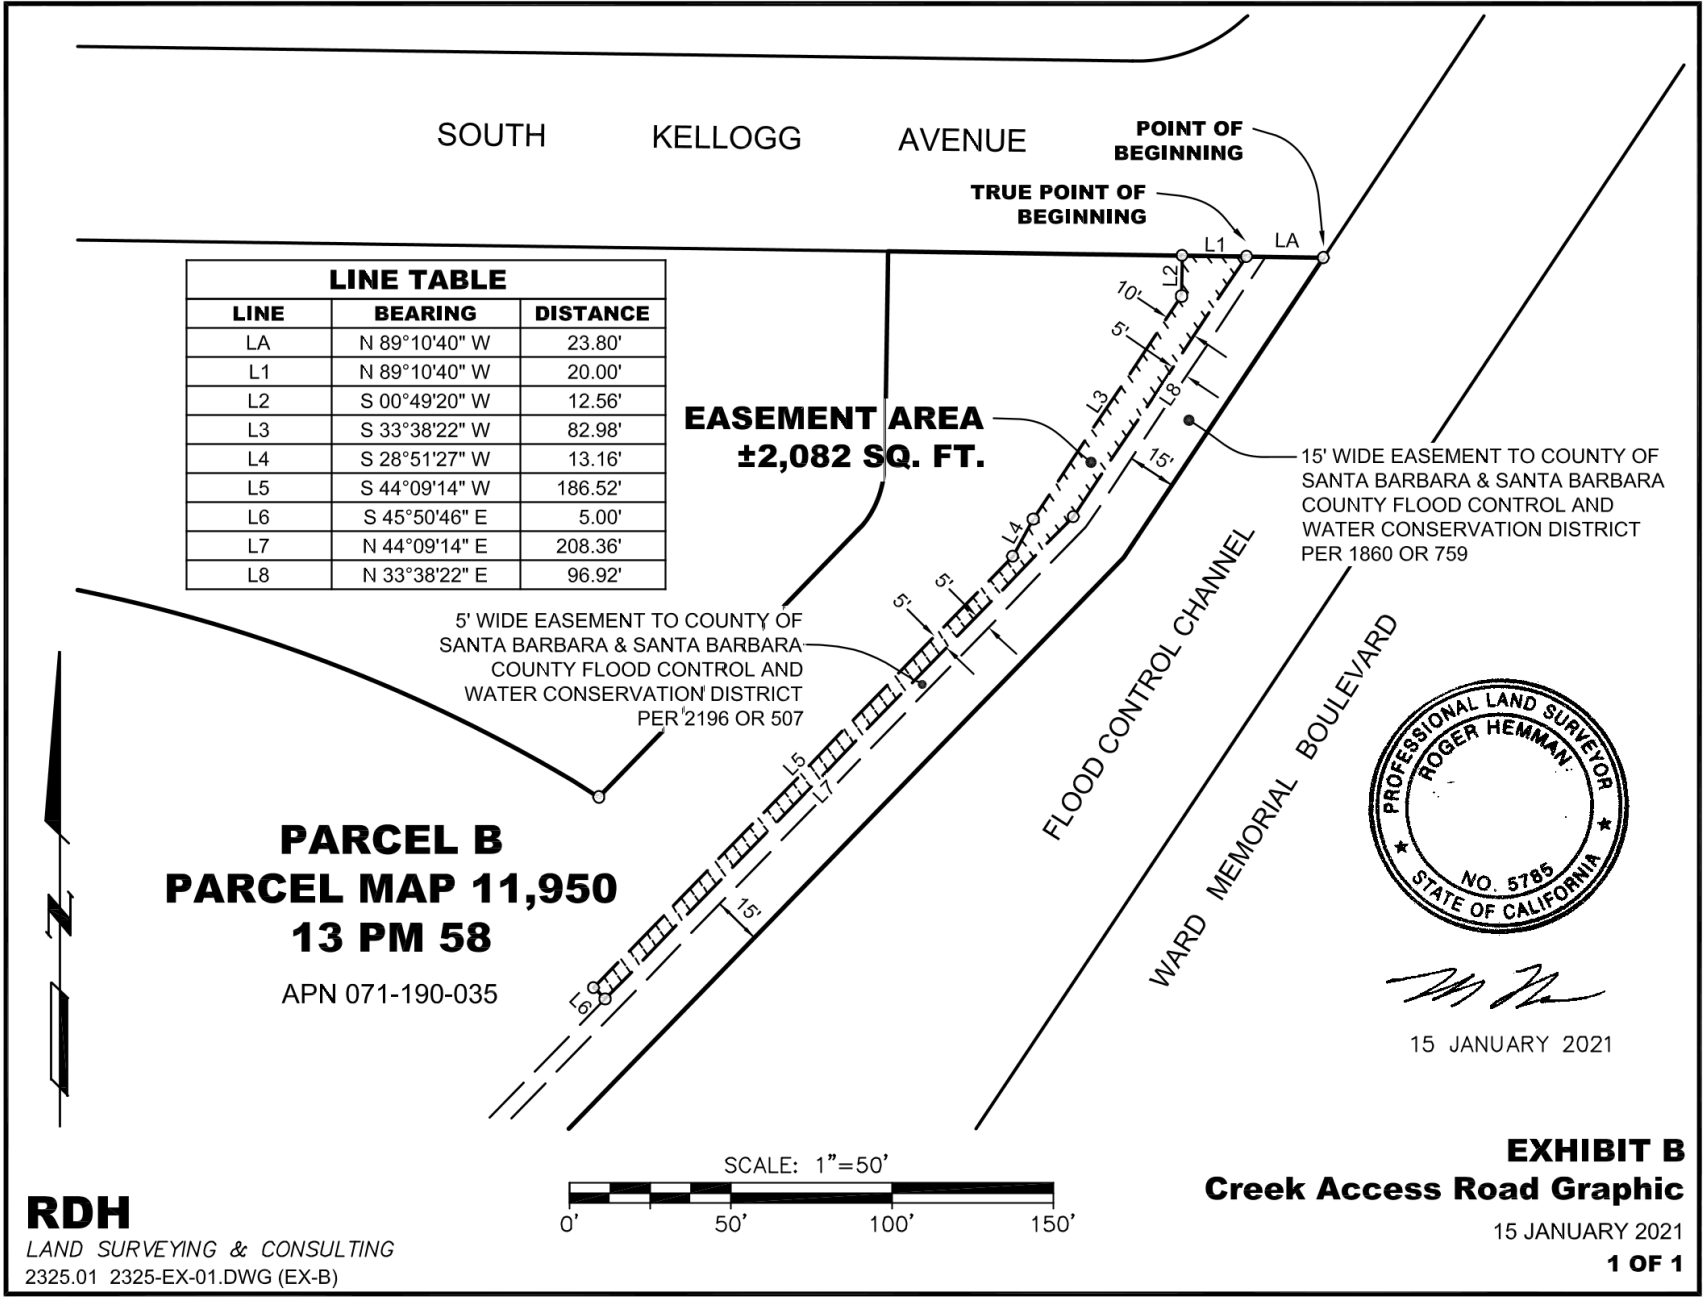 SOUTH KELLOGG AVENUE
POINT OF
BEGINNING
TRUE POINT OF
BEGINNING
L1
LA
L2
10'
5'
L3
L8
15'
L4
LINE TABLE
LINE BEARING DISTANCE
LA N 89°10'40" W 23.80'
L1 N 89°10'40" W 20.00'
L2 S 00°49'20" W 12.56'
L3 S 33°38'22" W 82.98'
L4 S 28°51'27" W 13.16'
L5 S 44°09'14" W 186.52'
L6 S 45°50'46" E 5.00'
L7 N 44°09'14" E 208.36'
L8 N 33°38'22" E 96.92'
EASEMENT AREA
±2,082 SQ. FT.
15' WIDE EASEMENT TO COUNTY OF
SANTA BARBARA & SANTA BARBARA
COUNTY FLOOD CONTROL AND
WATER CONSERVATION DISTRICT
PER 1860 OR 759
5'
5'
5' WIDE EASEMENT TO COUNTY OF
SANTA BARBARA & SANTA BARBARA
COUNTY FLOOD CONTROL AND
WATER CONSERVATION DISTRICT
PER 2196 OR 507
L5
L7
15'
L6
FLOOD CONTROL CHANNEL
WARD MEMORIAL BOULEVARD
PARCEL B
PARCEL MAP 11,950
13 PM 58
APN 071-190-035
N
PROFESSIONAL LAND SURVEYOR
ROGER HEMMAN
NO. 5785
STATE OF CALIFORNIA
15 JANUARY 2021
SCALE: 1"=50'
0' 50' 100' 150'
RDH
LAND SURVEYING & CONSULTING
2325.01 2325-EX-01.DWG (EX-B)
EXHIBIT B
Creek Access Road Graphic
15 JANUARY 2021
1 OF 1